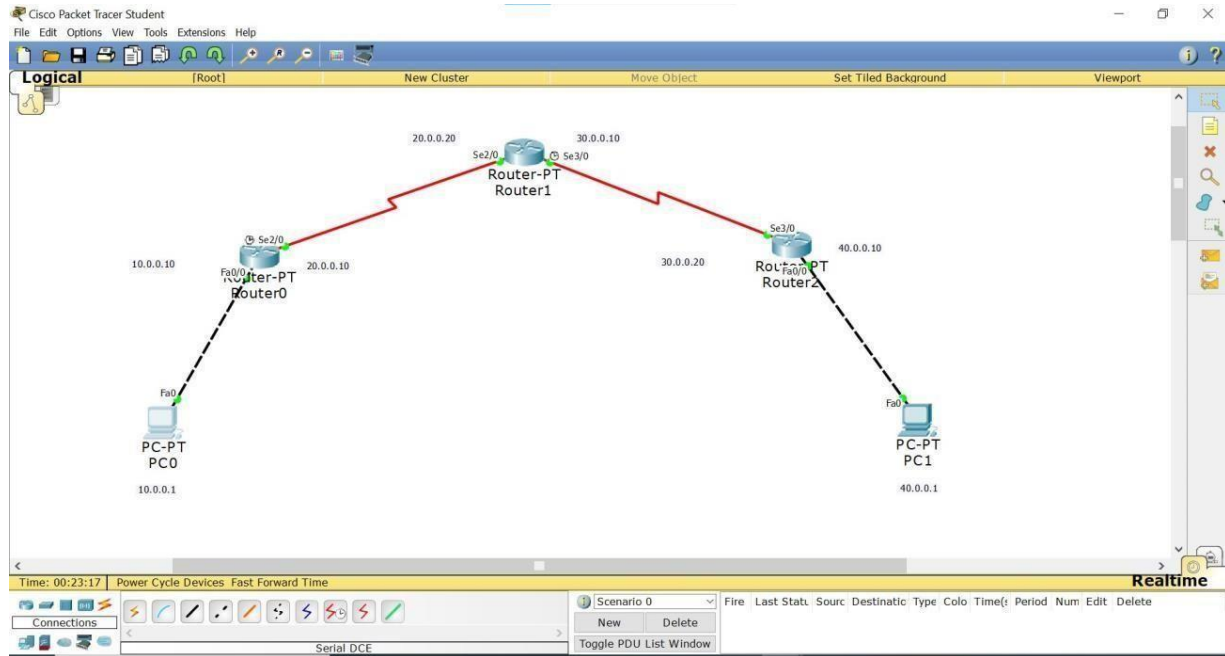 Cisco Packet Tracer Student
File Edit Options View Tools Extensions Help
Logical [Root] New Cluster Move Object Set Tiled Background Viewport
20.0.0.20 30.0.0.10
Se2/0 Se3/0
Router-PT
Router1
Se2/0
10.0.0.10 20.0.0.10
Fa0/0
Router-PT
Router0
Se3/0
40.0.0.10
30.0.0.20
Router-PT
Fa0/0
Router2
Fa0
PC-PT
PC0
10.0.0.1
Fa0
PC-PT
PC1
40.0.0.1
Time: 00:23:17 Power Cycle Devices Fast Forward Time Realtime
Connections
Serial DCE
Scenario 0
New Delete
Toggle PDU List Window
Fire Last Statu Sourc Destinatic Type Colo Time(s Period Num Edit Delete